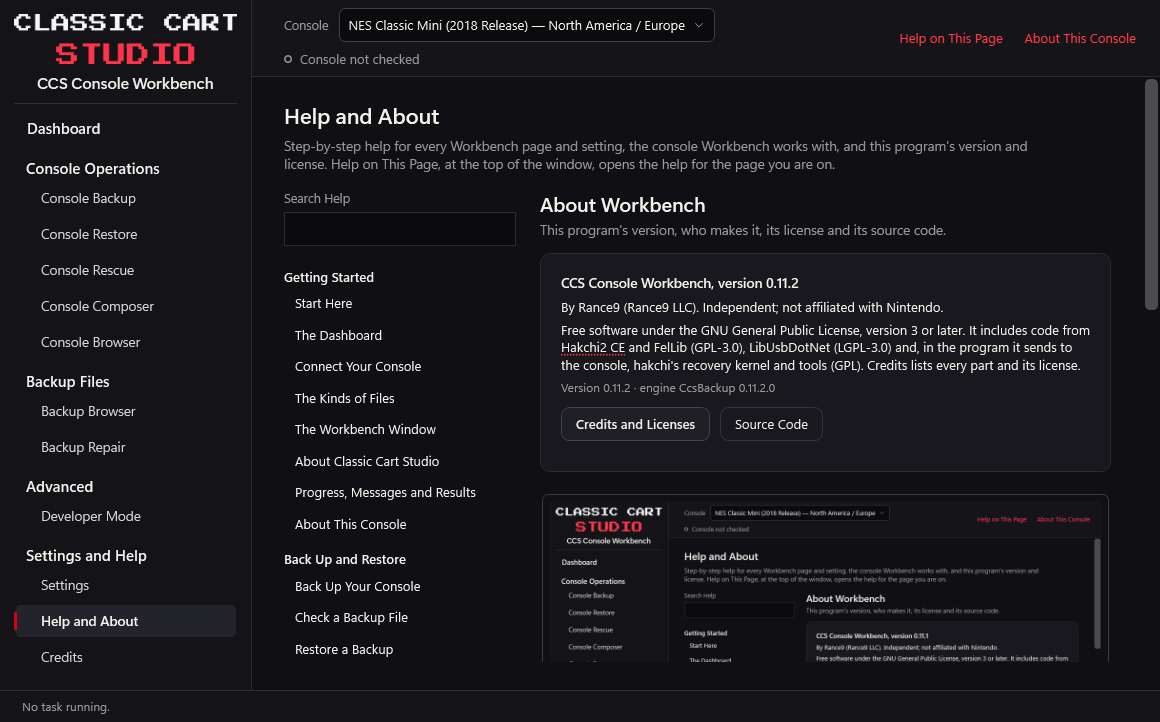 CLASSIC CART
STUDIO
CCS Console Workbench
Dashboard
Console Operations
Console Backup
Console Restore
Console Rescue
Console Composer
Console Browser
Backup Files
Backup Browser
Backup Repair
Advanced
Developer Mode
Settings and Help
Settings
Help and About
Credits
Console
NES Classic Mini (2018 Release) — North America / Europe
Console not checked
Help on This Page
About This Console
Help and About
Step-by-step help for every Workbench page and setting, the console Workbench works with, and this program's version and
license. Help on This Page, at the top of the window, opens the help for the page you are on.
Search Help
Getting Started
Start Here
The Dashboard
Connect Your Console
The Kinds of Files
The Workbench Window
About Classic Cart Studio
Progress, Messages and Results
About This Console
Back Up and Restore
Back Up Your Console
Check a Backup File
Restore a Backup
About Workbench
This program's version, who makes it, its license and its source code.
CCS Console Workbench, version 0.11.2
By Rance9 (Rance9 LLC). Independent; not affiliated with Nintendo.
Free software under the GNU General Public License, version 3 or later. It includes code from
Hakchi2 CE and FelLib (GPL-3.0), LibUsbDotNet (LGPL-3.0) and, in the program it sends to
the console, hakchi's recovery kernel and tools (GPL). Credits lists every part and its license.
Version 0.11.2 · engine CcsBackup 0.11.2.0
Credits and Licenses
Source Code
CLASSIC CART
STUDIO
CCS Console Workbench
Dashboard
Console Operations
Console Backup
Console Restore
Console Rescue
Console Composer
Console
NES Classic Mini (2018 Release) — North America / Europe
Console not checked
Help on This Page
About This Console
Help and About
Step-by-step help for every Workbench page and setting, the console Workbench works with, and this program's version and
license. Help on This Page, at the top of the window, opens the help for the page you are on.
Search Help
Getting Started
Start Here
The Dashboard
About Workbench
This program's version, who makes it, its license and its source code.
CCS Console Workbench, version 0.11.1
By Rance9 (Rance9 LLC). Independent; not affiliated with Nintendo.
Free software under the GNU General Public License, version 3 or later. It includes code from
No task running.